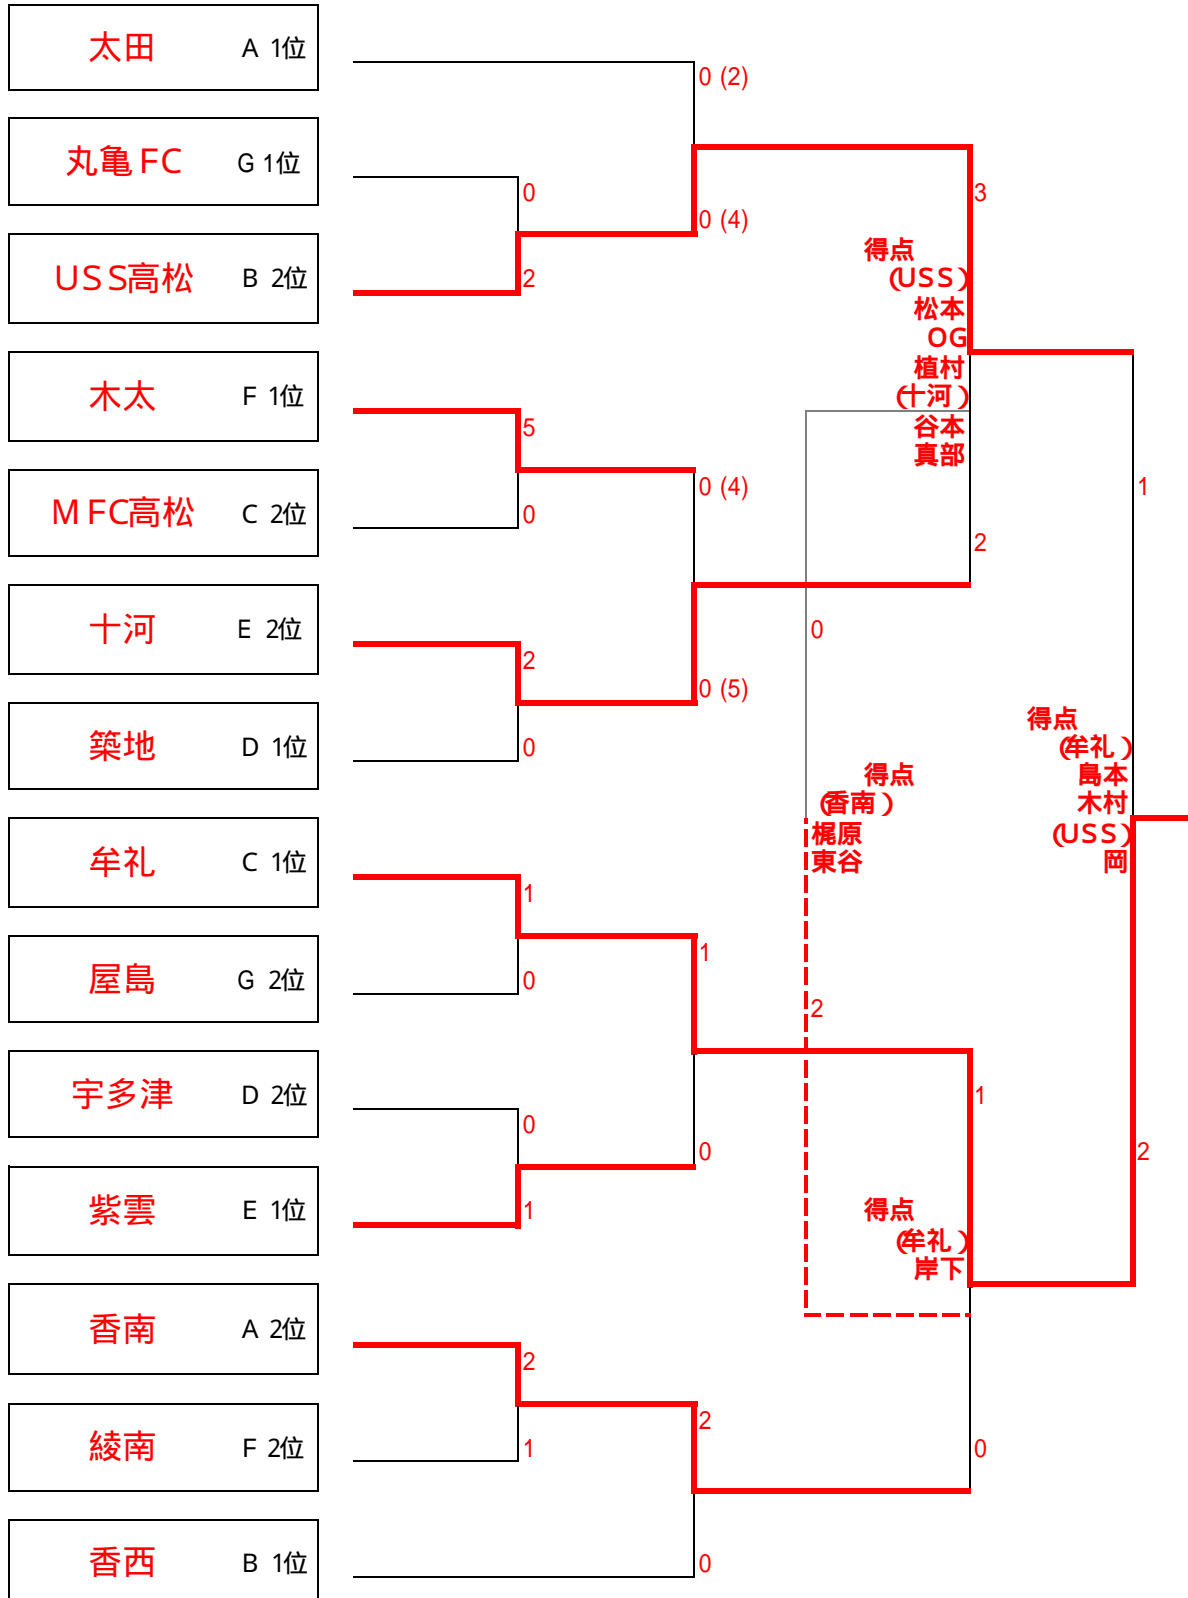 太田 A 1位
0 (2)
丸亀FC G 1位
0
3
0 (4)
USS高松 B 2位
2
得点
(USS)
松本
OG
植村
(十河)
谷本
真部
木太 F 1位
5
0 (4)
1
MFC高松 C 2位
0
2
十河 E 2位
2
0
0 (5)
築地 D 1位
0
得点
(牟礼)
島本
木村
(USS)
岡
得点
(香南)
梶原
東谷
牟礼 C 1位
1
1
屋島 G 2位
0
2
宇多津 D 2位
0
1
0
2
紫雲 E 1位
1
得点
(牟礼)
岸下
香南 A 2位
2
2
綾南 F 2位
1
0
香西 B 1位
0